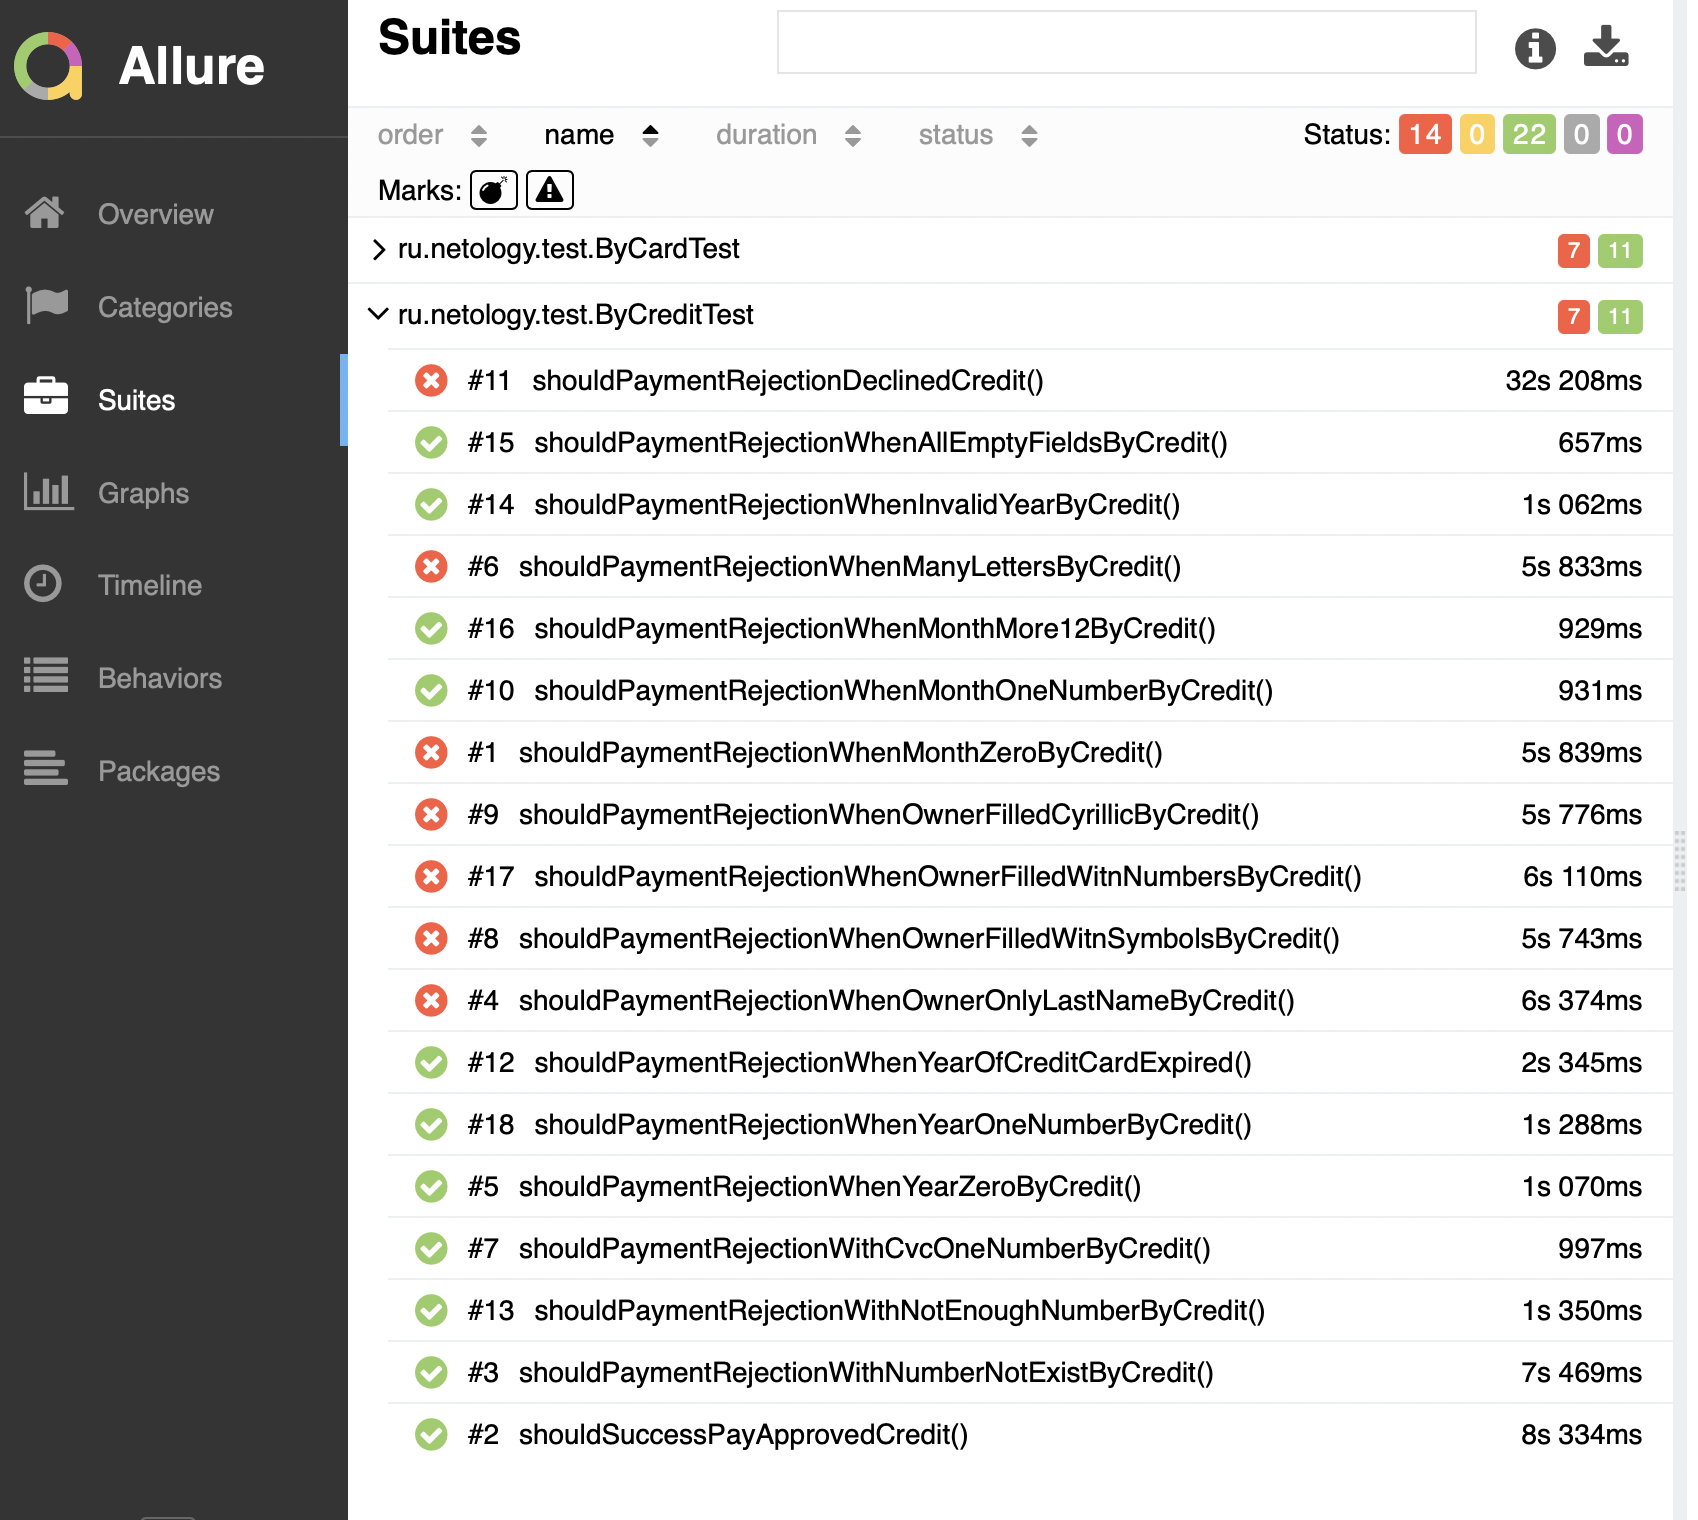 Allure
Overview
Categories
Suites
Graphs
Timeline
Behaviors
Packages
Suites
order name duration status Status: 14 0 22 0 0
Marks:
ru.netology.test.ByCardTest 7 11
ru.netology.test.ByCreditTest 7 11
#11 shouldPaymentRejectionDeclinedCredit() 32s 208ms
#15 shouldPaymentRejectionWhenAllEmptyFieldsByCredit() 657ms
#14 shouldPaymentRejectionWhenInvalidYearByCredit() 1s 062ms
#6 shouldPaymentRejectionWhenManyLettersByCredit() 5s 833ms
#16 shouldPaymentRejectionWhenMonthMore12ByCredit() 929ms
#10 shouldPaymentRejectionWhenMonthOneNumberByCredit() 931ms
#1 shouldPaymentRejectionWhenMonthZeroByCredit() 5s 839ms
#9 shouldPaymentRejectionWhenOwnerFilledCyrillicByCredit() 5s 776ms
#17 shouldPaymentRejectionWhenOwnerFilledWitnNumbersByCredit() 6s 110ms
#8 shouldPaymentRejectionWhenOwnerFilledWitnSymbolsByCredit() 5s 743ms
#4 shouldPaymentRejectionWhenOwnerOnlyLastNameByCredit() 6s 374ms
#12 shouldPaymentRejectionWhenYearOfCreditCardExpired() 2s 345ms
#18 shouldPaymentRejectionWhenYearOneNumberByCredit() 1s 288ms
#5 shouldPaymentRejectionWhenYearZeroByCredit() 1s 070ms
#7 shouldPaymentRejectionWithCvcOneNumberByCredit() 997ms
#13 shouldPaymentRejectionWithNotEnoughNumberByCredit() 1s 350ms
#3 shouldPaymentRejectionWithNumberNotExistByCredit() 7s 469ms
#2 shouldSuccessPayApprovedCredit() 8s 334ms